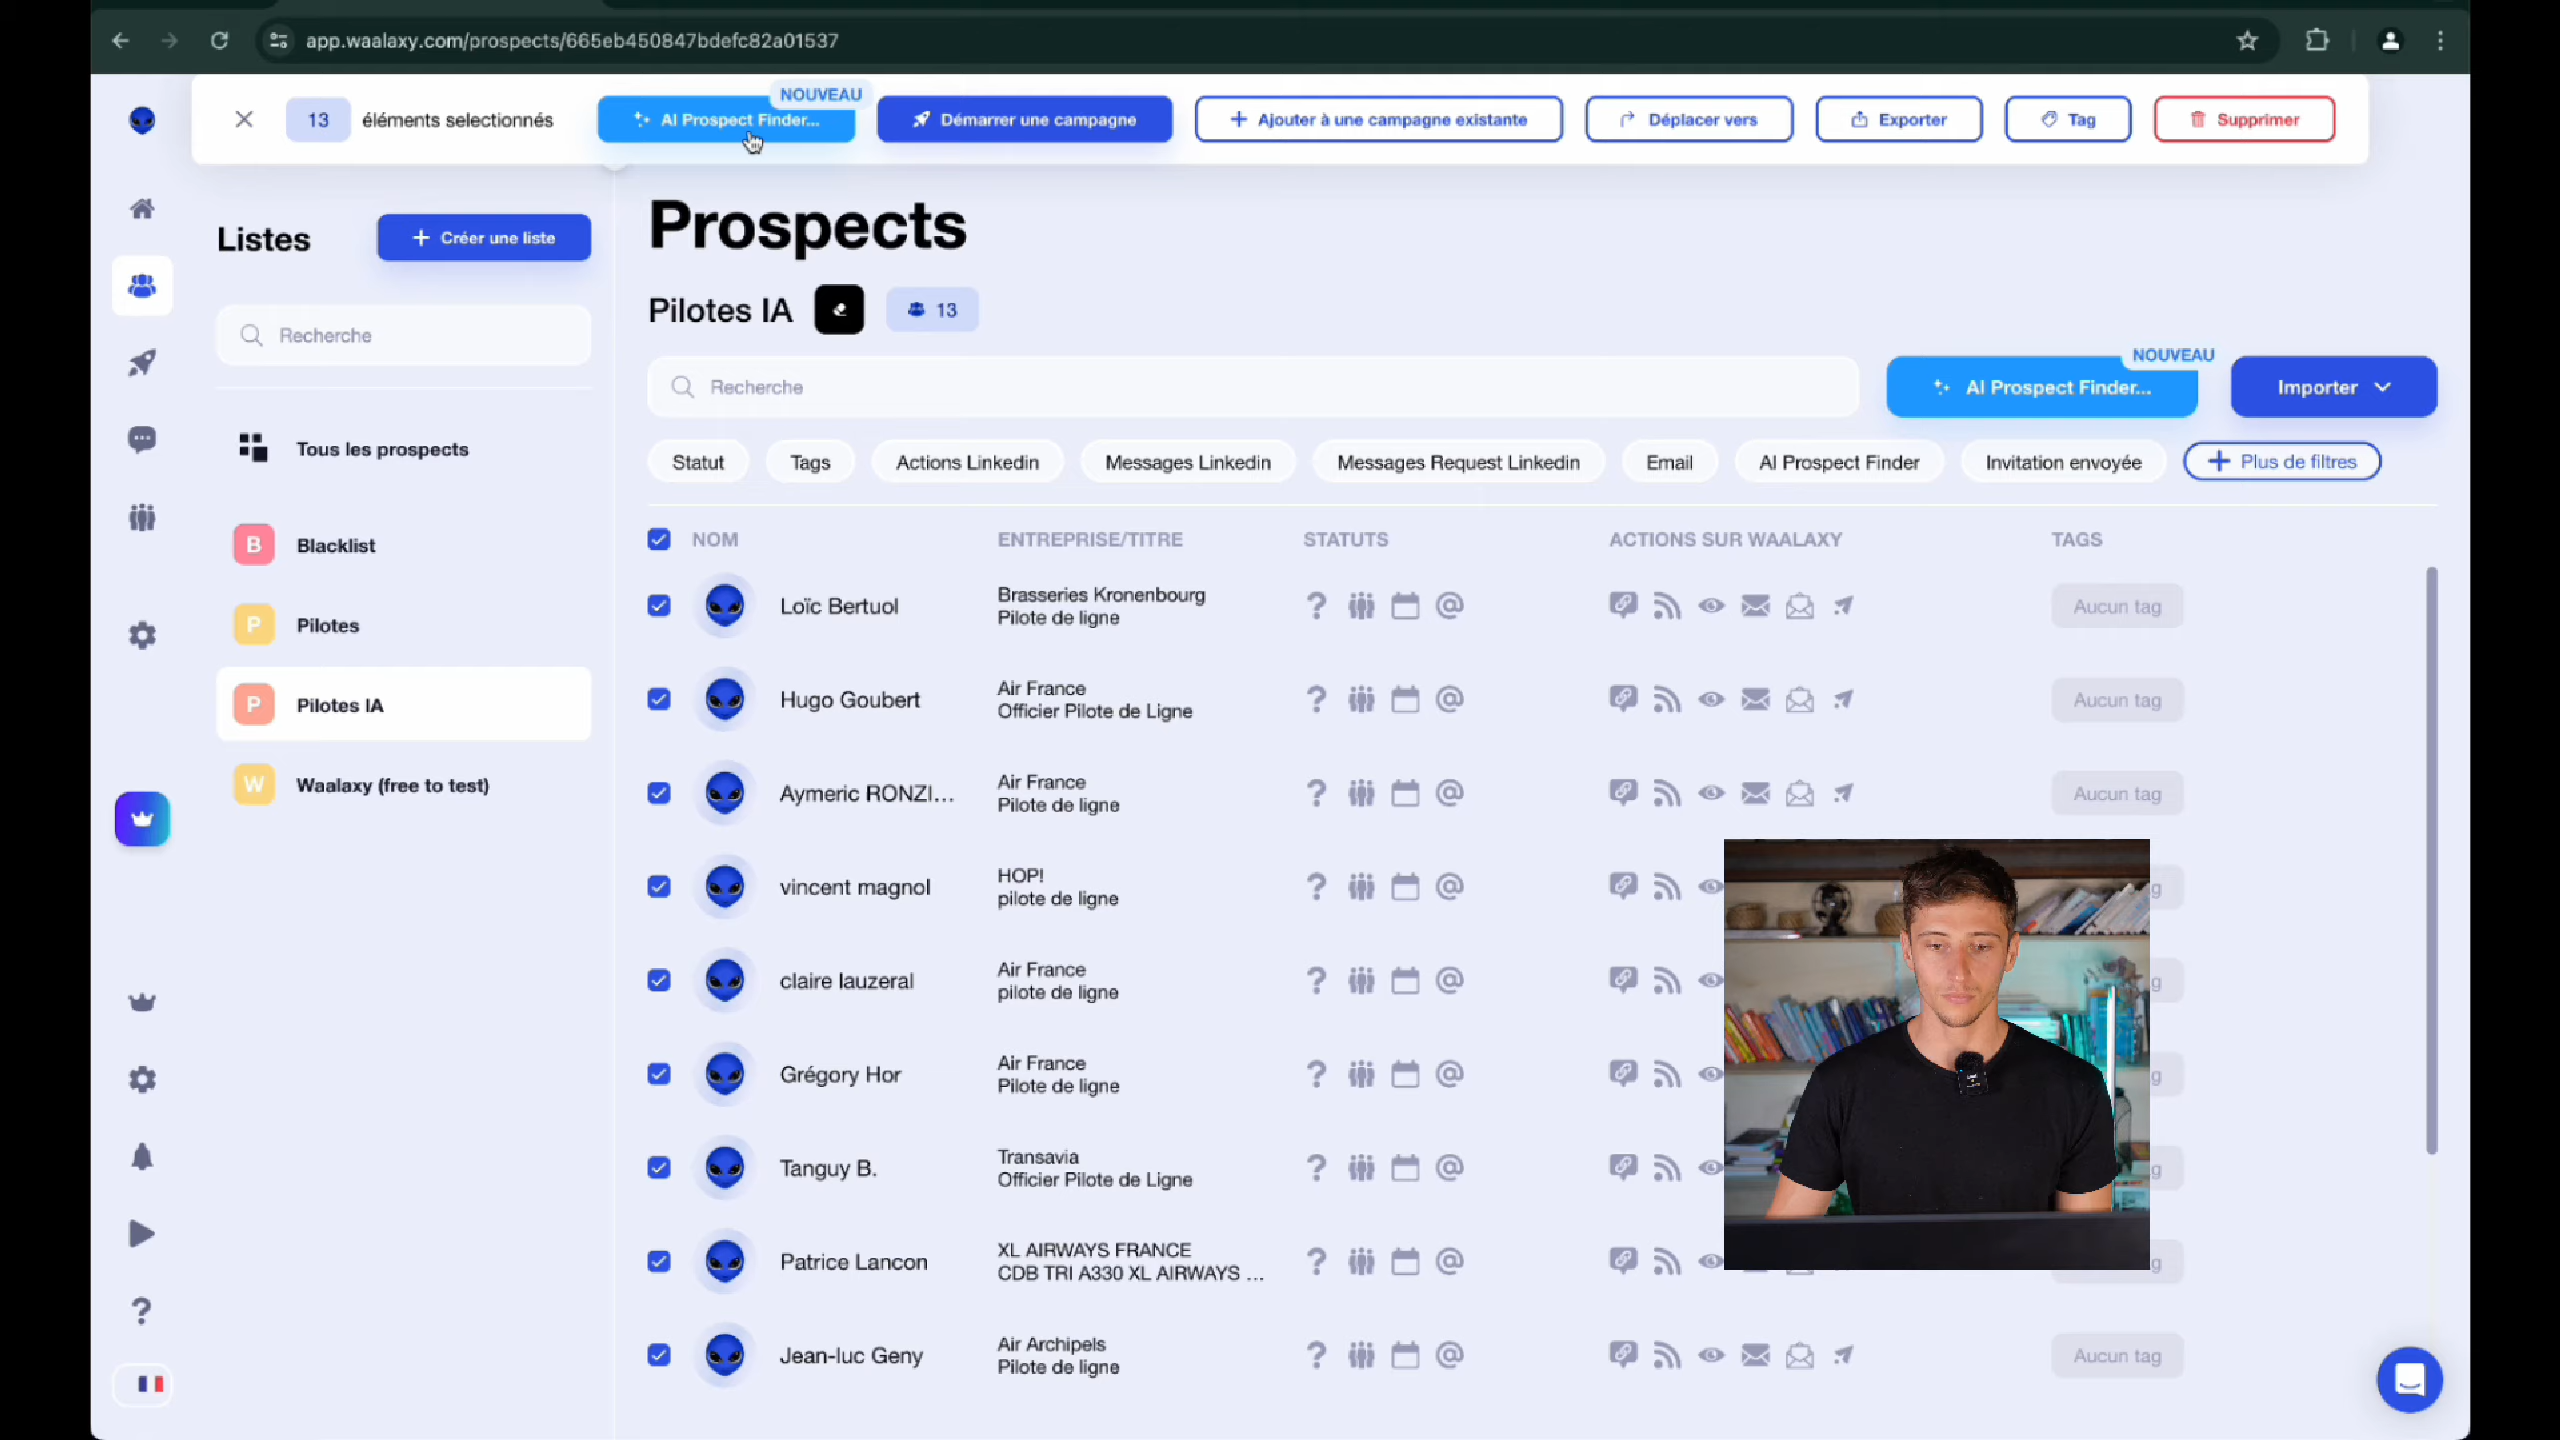 app.waalaxy.com/prospects/665eb450847bdefc82a01537
13 éléments selectionnés
NOUVEAU
AI Prospect Finder...
Démarrer une campagne
Ajouter à une campagne existante
Déplacer vers
Exporter
Tag
Supprimer
Listes
Créer une liste
Recherche
Tous les prospects
B Blacklist
P Pilotes
P Pilotes IA
W Waalaxy (free to test)
Prospects
Pilotes IA 13
Recherche
NOUVEAU
AI Prospect Finder...
Importer
Statut Tags Actions Linkedin Messages Linkedin Messages Request Linkedin Email AI Prospect Finder Invitation envoyée Plus de filtres
NOM ENTREPRISE/TITRE STATUTS ACTIONS SUR WAALAXY TAGS
Loïc Bertuol
Brasseries Kronenbourg
Pilote de ligne
Aucun tag
Hugo Goubert
Air France
Officier Pilote de Ligne
Aucun tag
Aymeric RONZI...
Air France
Pilote de ligne
Aucun tag
vincent magnol
HOP!
pilote de ligne
g
claire lauzeral
Air France
pilote de ligne
g
Grégory Hor
Air France
Pilote de ligne
g
Tanguy B.
Transavia
Officier Pilote de Ligne
g
Patrice Lancon
XL AIRWAYS FRANCE
CDB TRI A330 XL AIRWAYS ...
g
Jean-luc Geny
Air Archipels
Pilote de ligne
Aucun tag